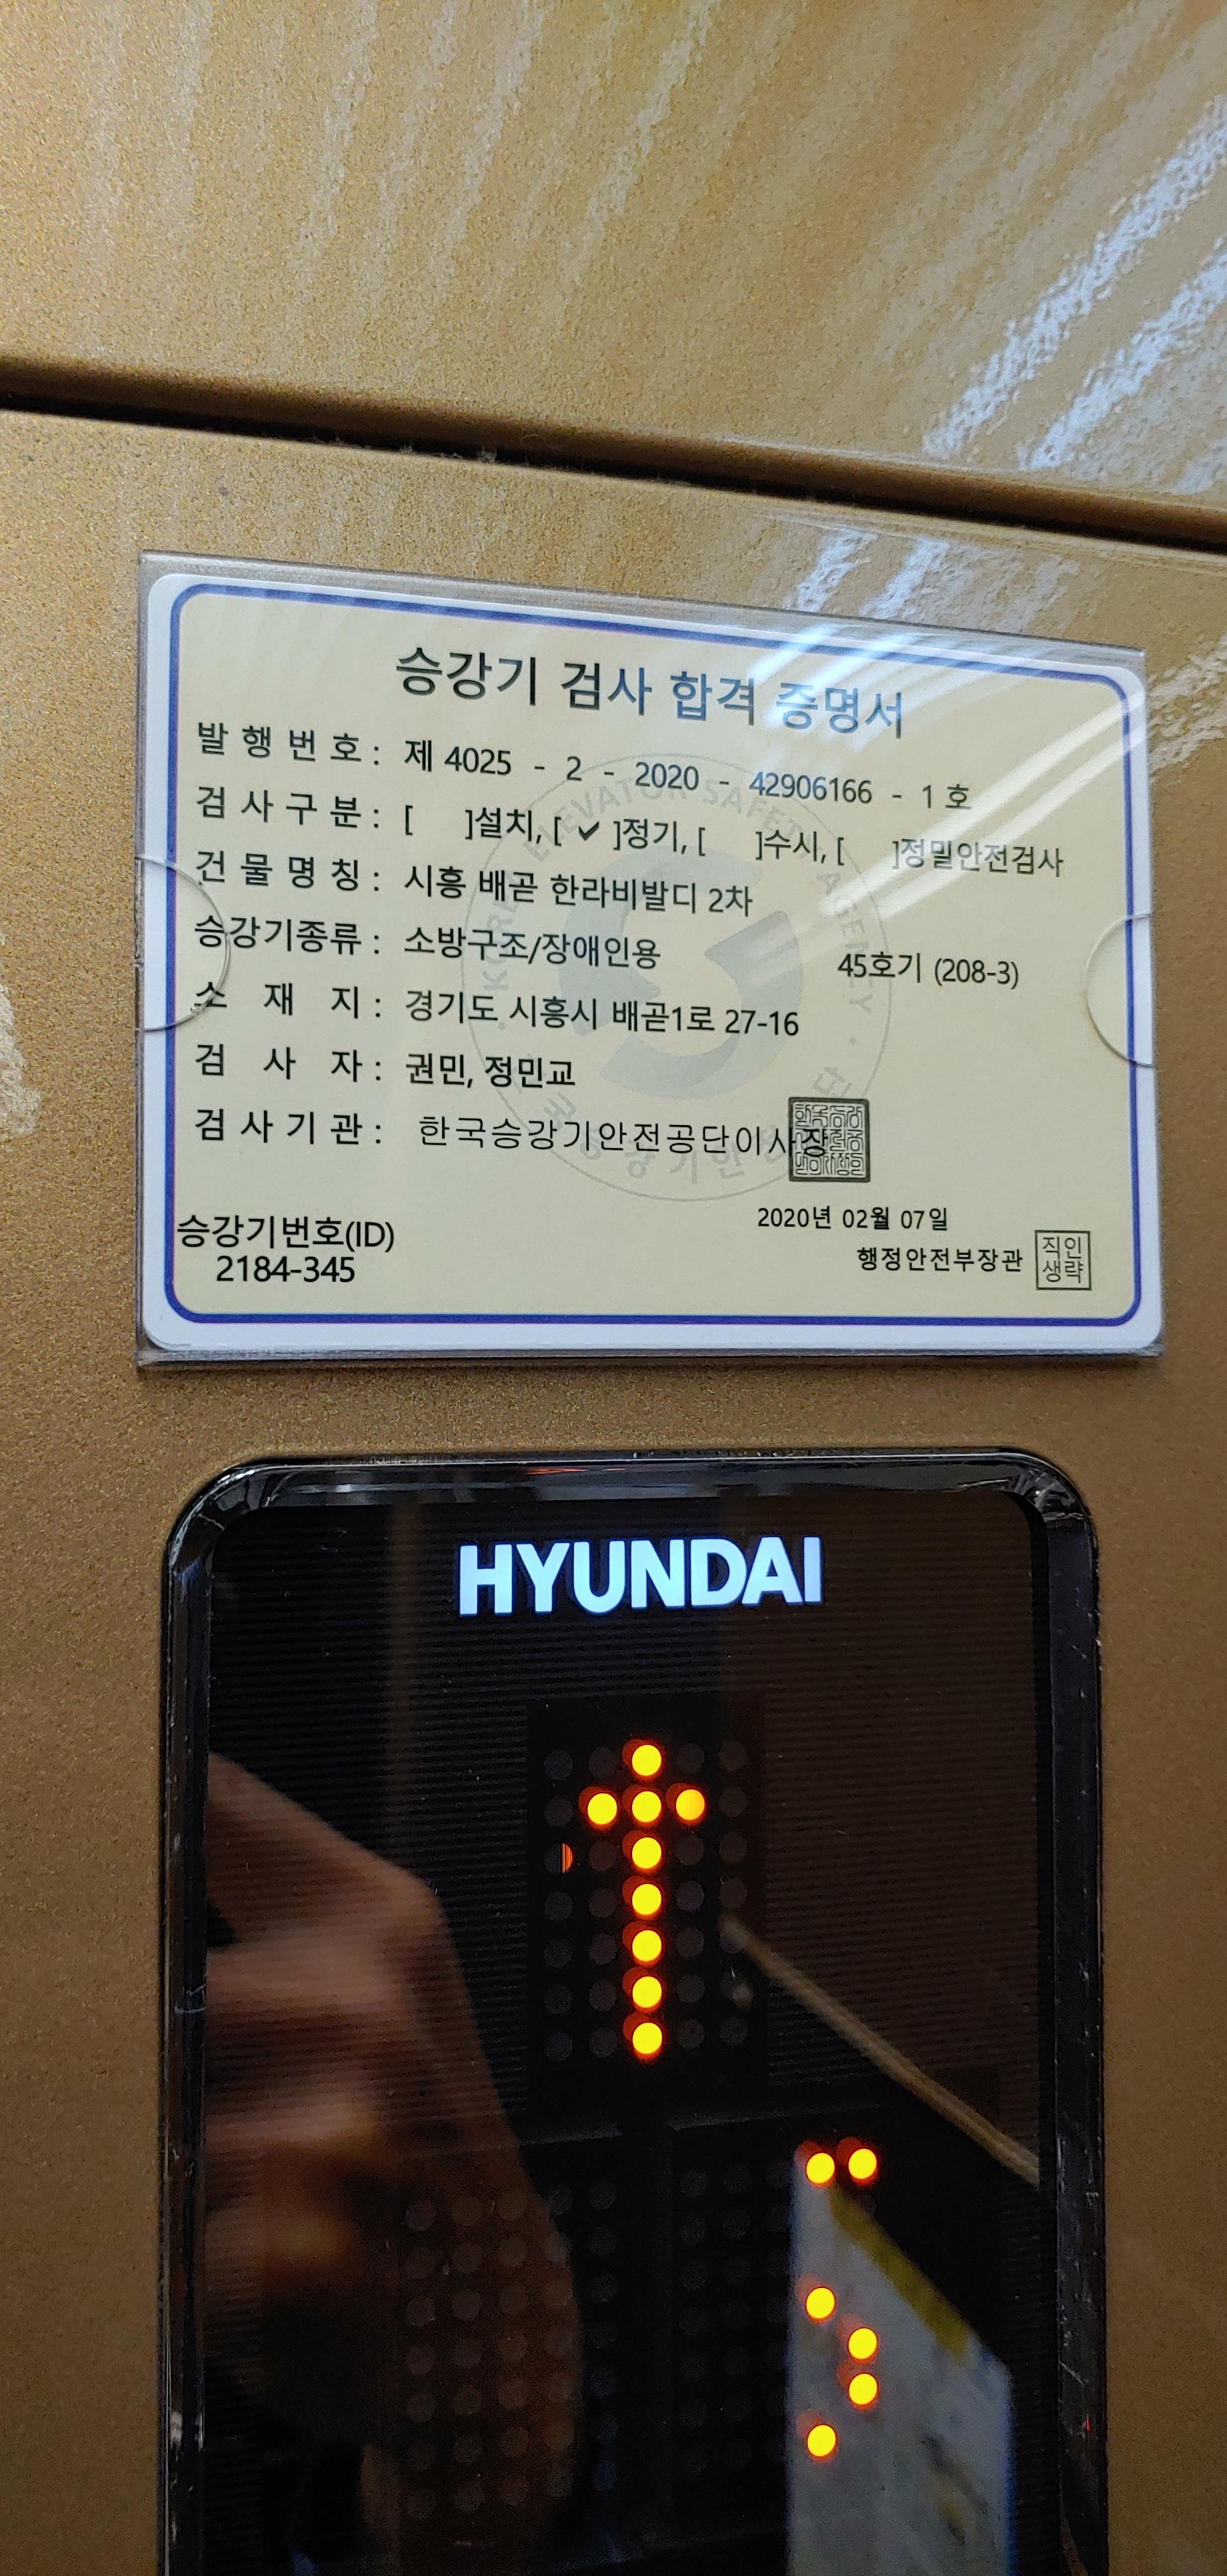 승강기 검사 합격 증명서
발 행 번 호 : 제 4025 - 2 - 2020 - 42906166 - 1 호
검 사 구 분 : [ ]설치, [ ✔ ]정기, [ ]수시, [ ]정밀안전검사
건 물 명 칭 : 시흥 배곧 한라비발디 2차
승강기종류 : 소방구조/장애인용 45호기 (208-3)
소 재 지 : 경기도 시흥시 배곧1로 27-16
검 사 자 : 권민, 정민교
검 사 기 관 : 한국승강기안전공단이사장
승강기번호(ID)
2184-345
2020년 02월 07일
행정안전부장관
직인
생략
HYUNDAI